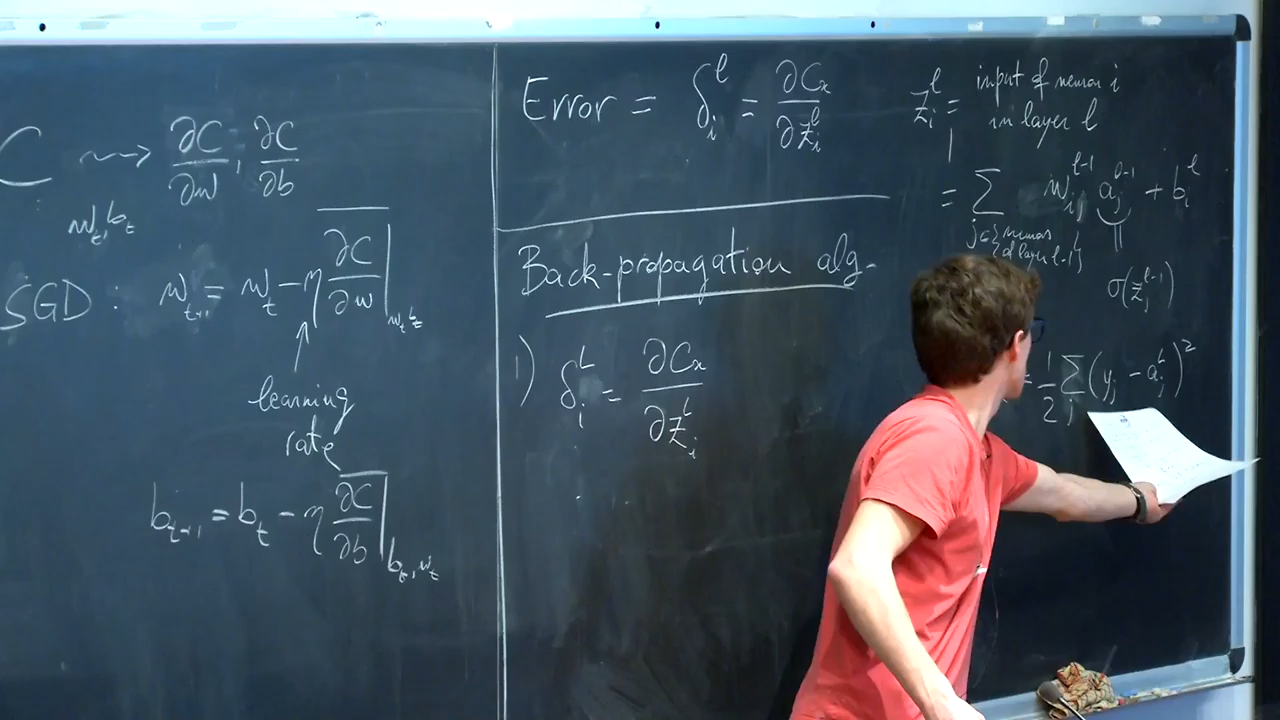 C ⇝ ∂C/∂w, ∂C/∂b
w_t, b_t
SGD : w_{t+1} = w_t − η ∂C/∂w |_{w_t, b_t}
learning
rate
b_{t+1} = b_t − η ∂C/∂b |_{b_t, w_t}
Error = δ_i^l = ∂C_x/∂z_i^l
Back-propagation alg.
1) δ_i^L = ∂C_x/∂z_i^L
z_i^l = input of neuron i
in layer l
= Σ_{j∈{neurons of layer l-1}} w_{ij}^{l-1} a_j^{l-1} + b_i^l
σ(z_j^{l-1})
= 1/2 Σ_j (y_j − a_j^L)^2